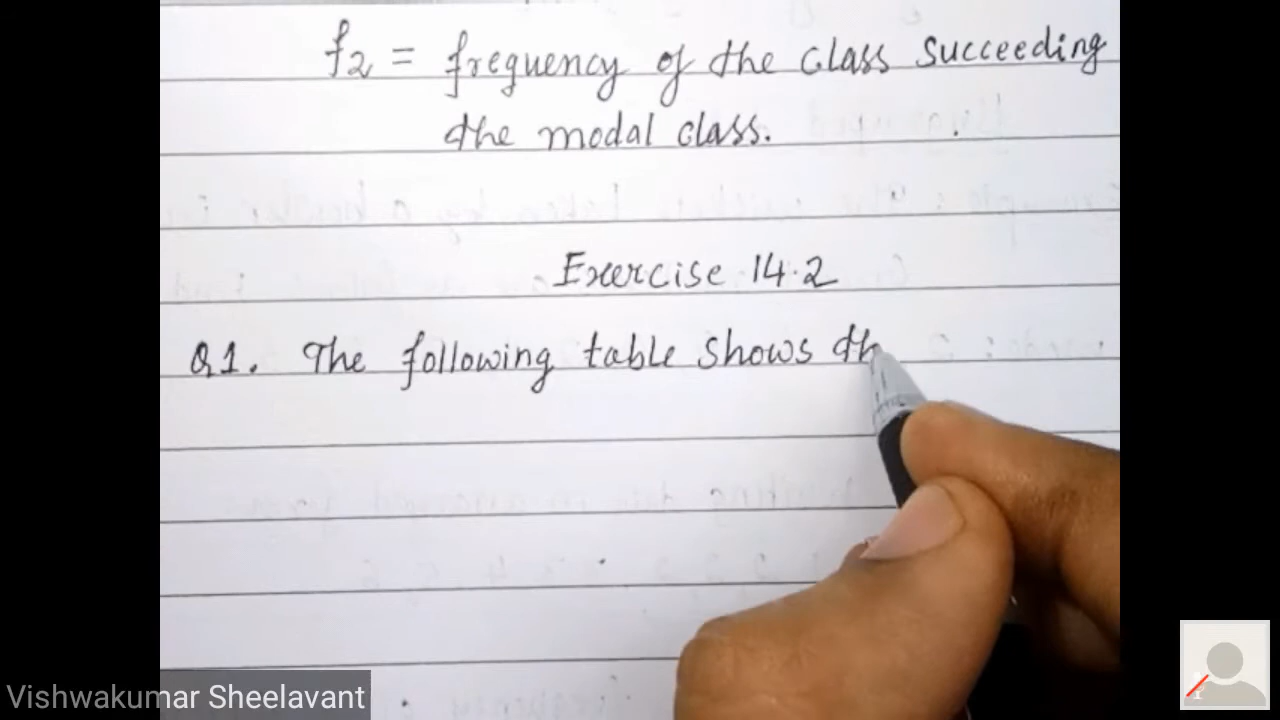 f2 = frequency of the class succeeding
the modal class.
Exercise 14.2
Q1. The following table shows th
Vishwakumar Sheelavant